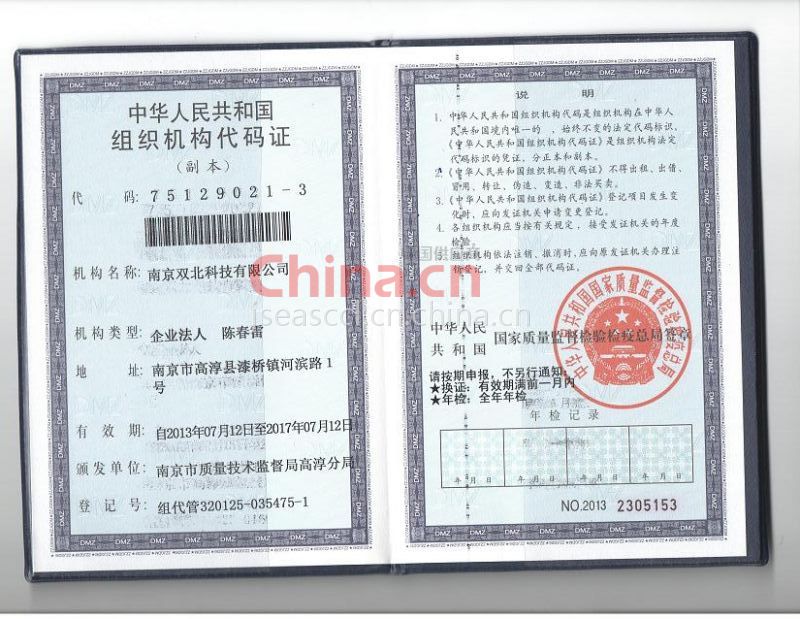 中华人民共和国
组织机构代码证
(副本)
代 码: 75129021-3
机构名称: 南京双北科技有限公司
机构类型: 企业法人 陈春雷
地 址: 南京市高淳县漆桥镇河滨路1
号
有 效 期: 自2013年07月12日至2017年07月12日
颁发单位: 南京市质量技术监督局高淳分局
登 记 号: 组代管320125-035475-1
说 明
1. 中华人民共和国组织机构代码是组织机构在中华人
民共和国境内唯一的、始终不变的法定代码标识,
《中华人民共和国组织机构代码证》是组织机构法定
代码标识的凭证,分正本和副本。
2. 《中华人民共和国组织机构代码证》不得出租、出借、
冒用、转让、伪造、变造、非法买卖。
3. 《中华人民共和国组织机构代码证》登记项目发生变
化时,应向发证机关申请变更登记。
4. 各组织机构应当按有关规定,接受发证机关的年度
检验。
组织机构依法注销、撤消时,应向原发证机关办理注
销登记,并交回全部代码证。
中华人民
共和国 国家质量监督检验检疫总局签章
请按期申报,不另行通知:
★换证:有效期满前一月内
★年检:全年年检
年检记录
年 月 日 年 月 日 年 月 日 年 月 日
NO.2013 2305153
China.cn